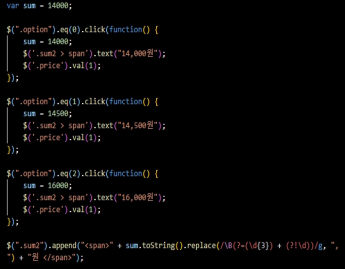 var sum = 14000;
$(".option").eq(0).click(function() {
sum = 14000;
$('.sum2 > span').text("14,000원");
$('.price').val(1);
});
$(".option").eq(1).click(function() {
sum = 14500;
$('.sum2 > span').text("14,500원");
$('.price').val(1);
});
$(".option").eq(2).click(function() {
sum = 16000;
$('.sum2 > span').text("16,000원");
$('.price').val(1);
});
$(".sum2").append("<span>" + sum.toString().replace(/\B(?=(\d{3}) + (?!\d))/g, ",
") + "원 </span>");